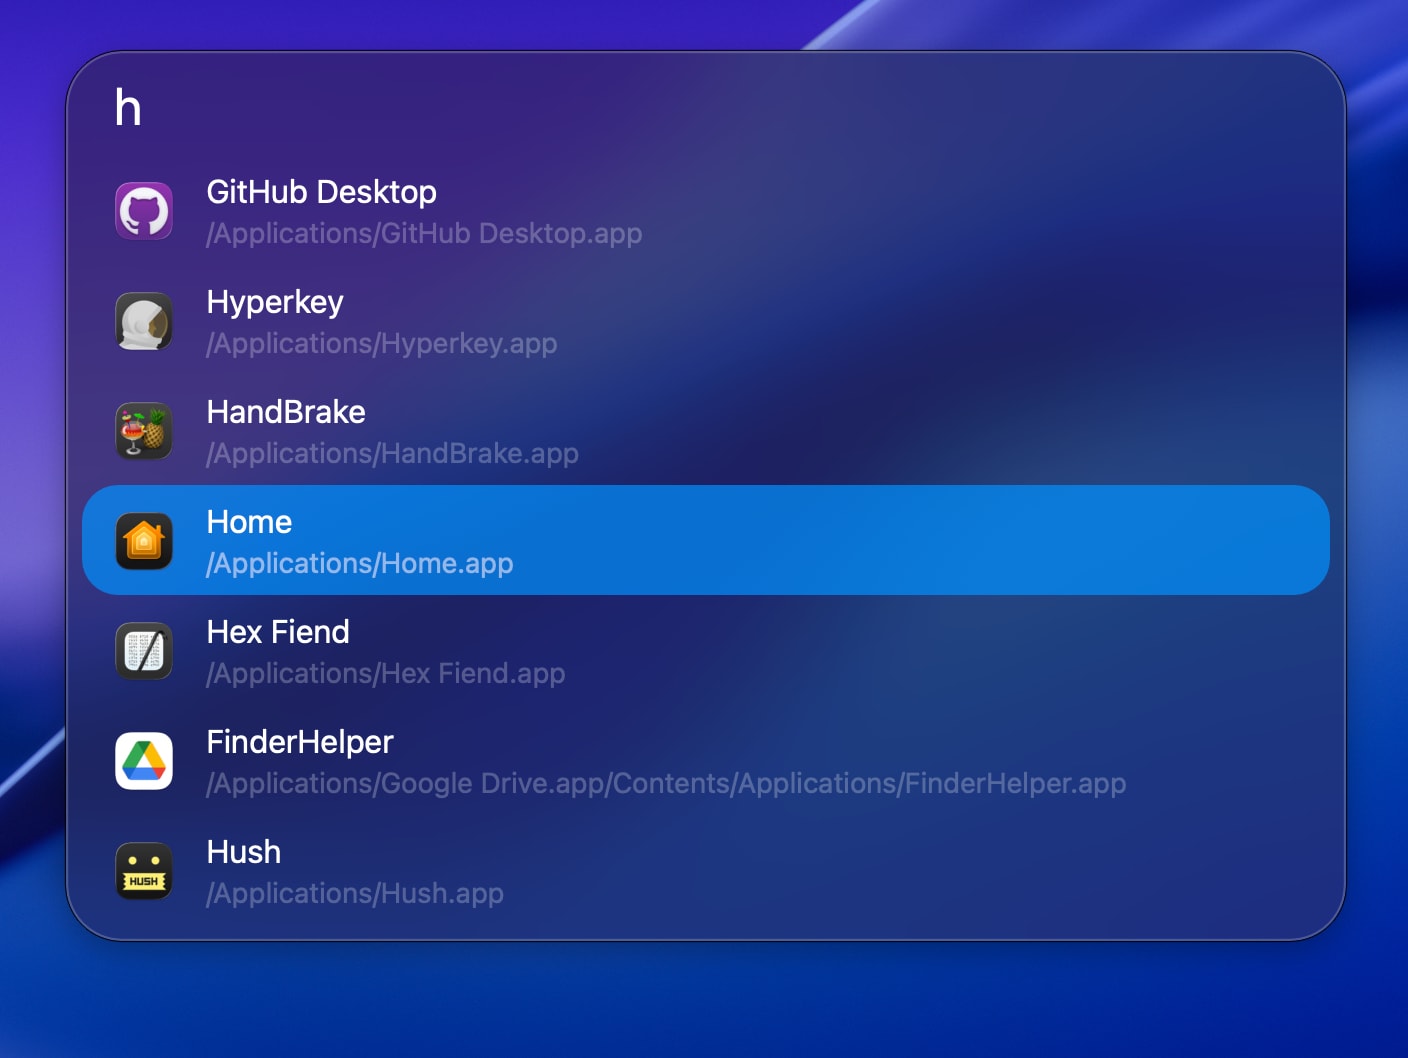 h
GitHub Desktop
/Applications/GitHub Desktop.app
Hyperkey
/Applications/Hyperkey.app
HandBrake
/Applications/HandBrake.app
Home
/Applications/Home.app
Hex Fiend
/Applications/Hex Fiend.app
FinderHelper
/Applications/Google Drive.app/Contents/Applications/FinderHelper.app
Hush
HUSH
/Applications/Hush.app